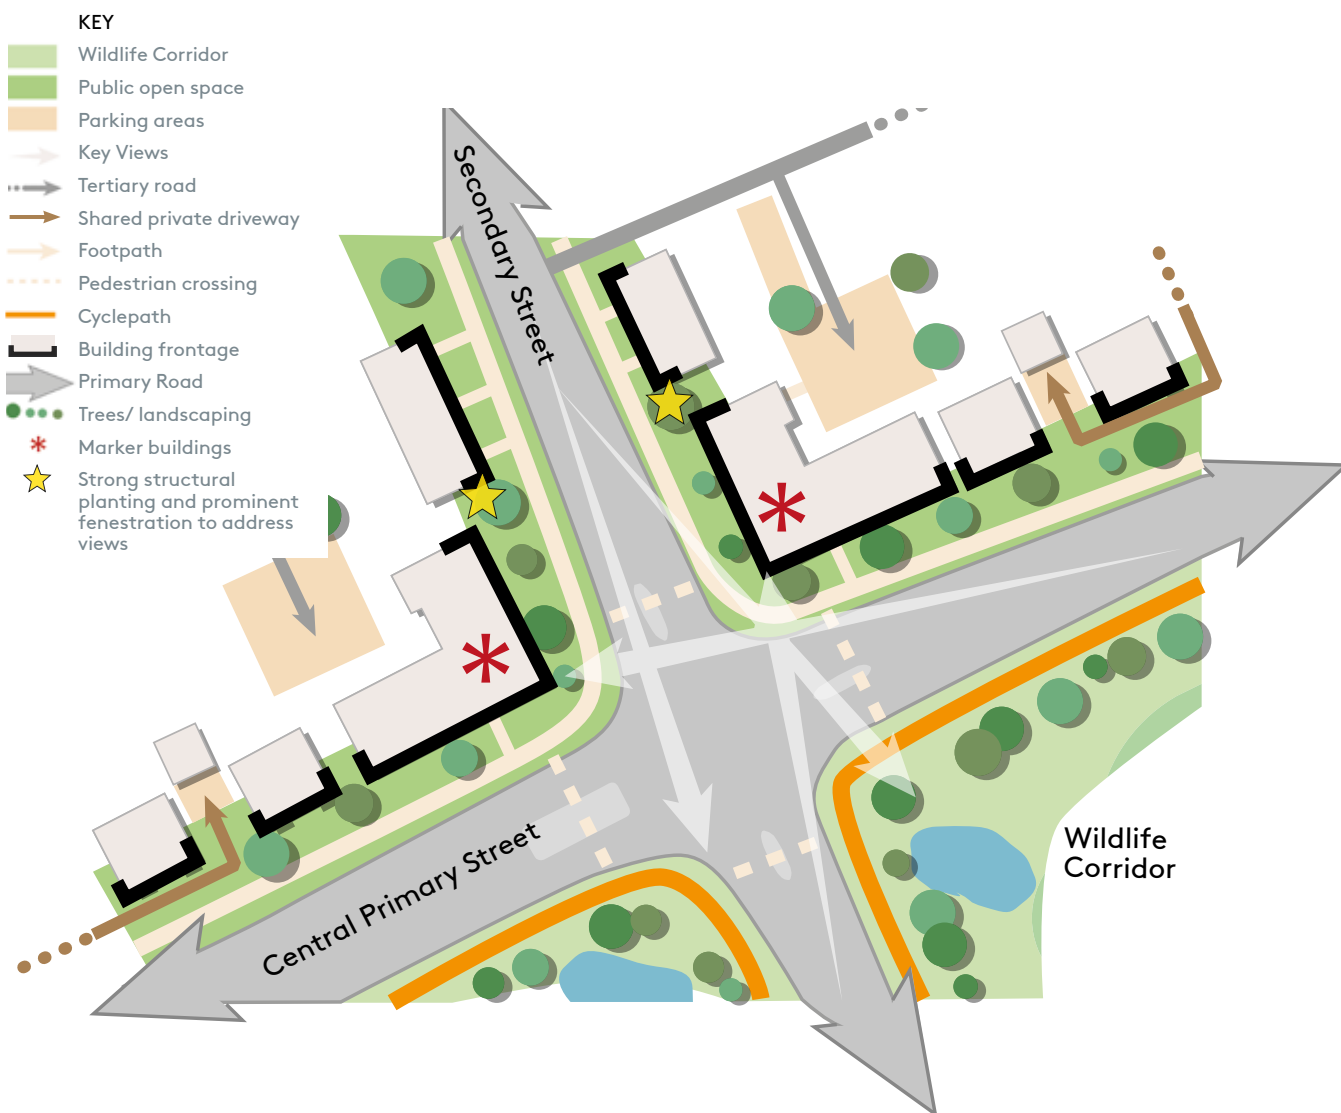 KEY
Wildlife Corridor
Public open space
Parking areas
Key Views
Tertiary road
Shared private driveway
Footpath
Pedestrian crossing
Cyclepath
Building frontage
Primary Road
Trees/ landscaping
Marker buildings
Strong structural
planting and prominent
fenestration to address
views
Secondary Street
Central Primary Street
Wildlife
Corridor